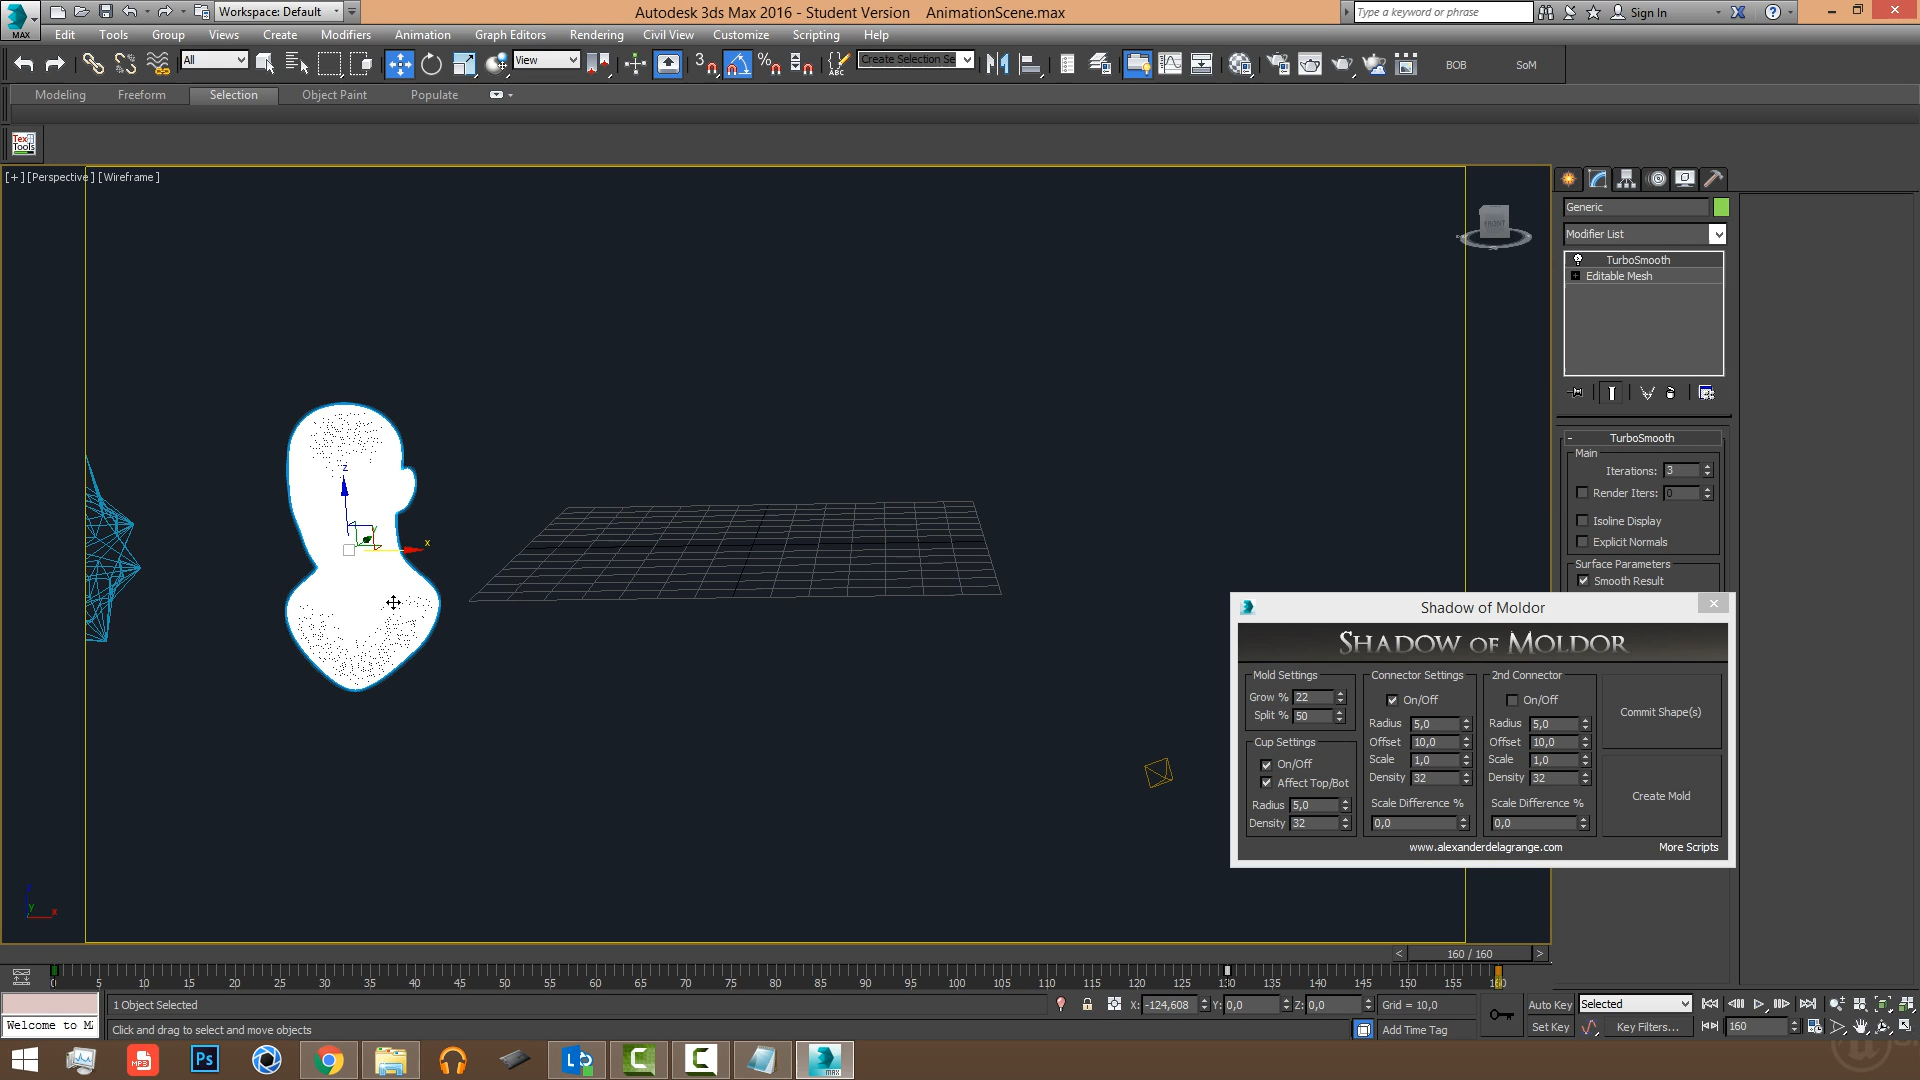 MAX
Workspace: Default
Autodesk 3ds Max 2016 - Student Version    AnimationScene.max
Type a keyword or phrase
Sign In
Edit Tools Group Views Create Modifiers Animation Graph Editors Rendering Civil View Customize Scripting Help
All
View
3
ABC
Create Selection Se
BOB
SoM
Modeling Freeform Selection Object Paint Populate
Tex
Tools
[+][Perspective][Wireframe]
FRONT
Generic
Modifier List
TurboSmooth
Editable Mesh
- TurboSmooth
Main
Iterations: 3
Render Iters: 0
Isoline Display
Explicit Normals
Surface Parameters
Smooth Result
z
y
x
Shadow of Moldor
SHADOW OF MOLDOR
Mold Settings
Grow % 22
Split % 50
Cup Settings
On/Off
Affect Top/Bot
Radius 5,0
Density 32
Connector Settings
On/Off
Radius 5,0
Offset 10,0
Scale 1,0
Density 32
Scale Difference %
0,0
2nd Connector
On/Off
Radius 5,0
Offset 10,0
Scale 1,0
Density 32
Scale Difference %
0,0
Commit Shape(s)
Create Mold
www.alexanderdelagrange.com
More Scripts
y
x
< 160 / 160 >
5 10 15 20 25 30 35 40 45 50 55 60 65 70 75 80 85 90 95 100 105 110 115 120 125 130 135 140 145 150 155 160
1 Object Selected
X: -124,608 Y: 0,0 Z: 0,0
Grid = 10,0
Auto Key
Selected
Welcome to M
Click and drag to select and move objects
Add Time Tag
Set Key
Key Filters...
160
MP3
Ps
MAX